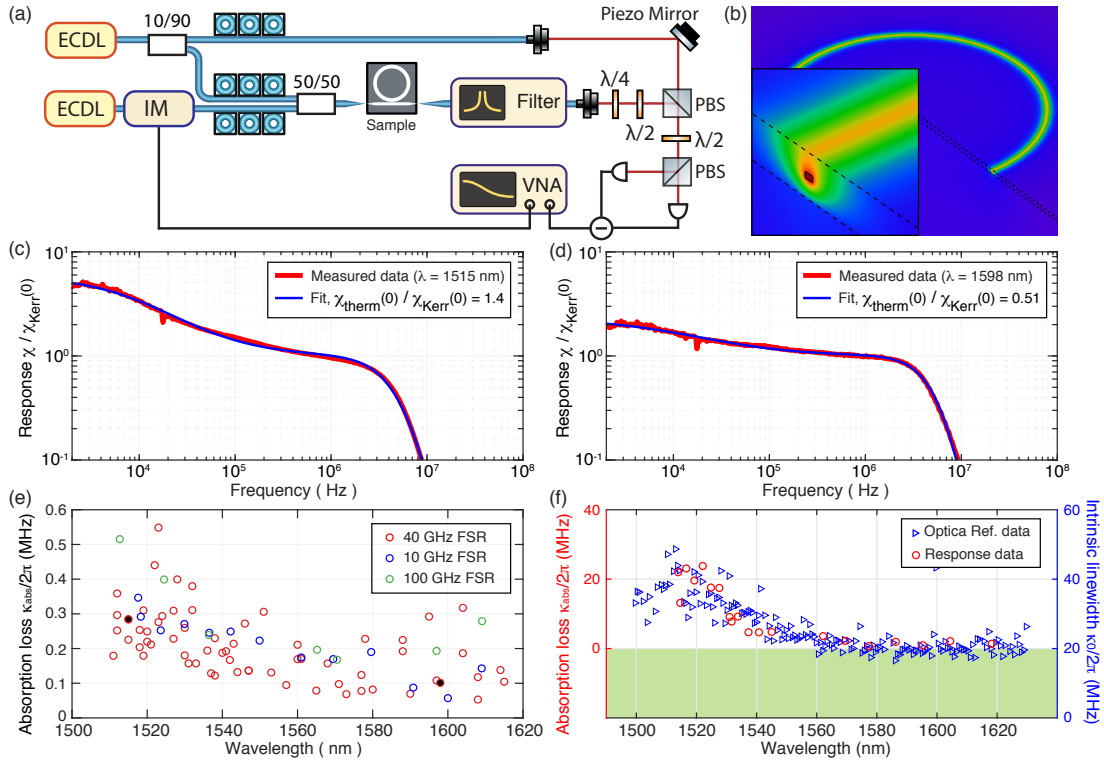 (a)
ECDL
10/90
Piezo Mirror
50/50
λ/4
ECDL
IM
Sample
Filter
PBS
λ/2
λ/2
PBS
VNA
−
(b)
(c)
Response χ / χKerr(0)
10¹
10⁰
10⁻¹
Measured data (λ = 1515 nm)
Fit, χtherm(0) / χKerr(0) = 1.4
10⁴ 10⁵ 10⁶ 10⁷ 10⁸
Frequency ( Hz )
(d)
Response χ / χKerr(0)
10¹
10⁰
10⁻¹
Measured data (λ = 1598 nm)
Fit, χtherm(0) / χKerr(0) = 0.51
10⁴ 10⁵ 10⁶ 10⁷ 10⁸
Frequency ( Hz )
(e)
Absorption loss κabs/2π (MHz)
0.6
0.5
0.4
0.3
0.2
0.1
0
40 GHz FSR
10 GHz FSR
100 GHz FSR
1500 1520 1540 1560 1580 1600 1620
Wavelength ( nm )
(f)
Absorption loss κabs/2π (MHz)
40
20
0
-20
Optica Ref. data
Response data
60
40
20
0
Intrinsic linewidth κ0/2π (MHz)
1500 1520 1540 1560 1580 1600 1620
Wavelength (nm)